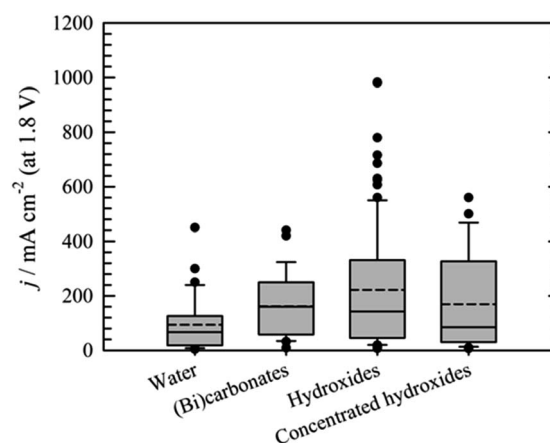 1200
1000
800
600
400
200
0
j / mA cm⁻² (at 1.8 V)
Water
(Bi)carbonates
Hydroxides
Concentrated hydroxides